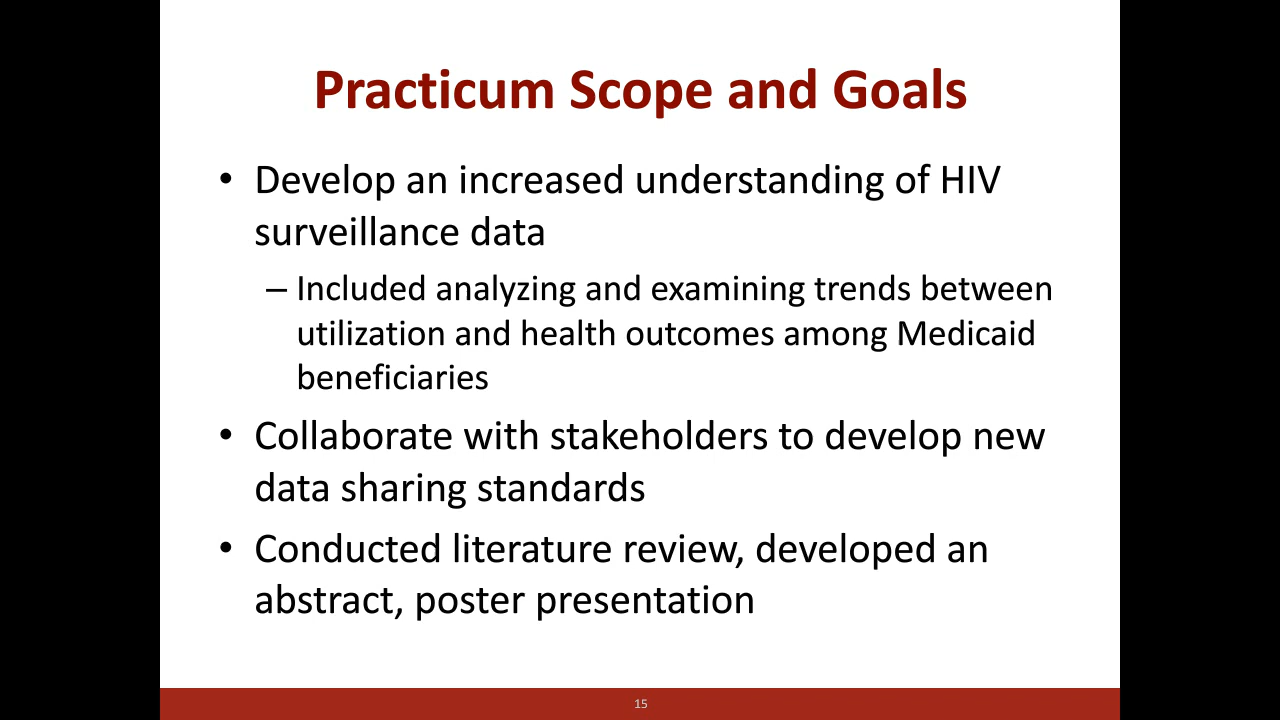 Practicum Scope and Goals
• Develop an increased understanding of HIV
surveillance data
– Included analyzing and examining trends between
utilization and health outcomes among Medicaid
beneficiaries
• Collaborate with stakeholders to develop new
data sharing standards
• Conducted literature review, developed an
abstract, poster presentation
15